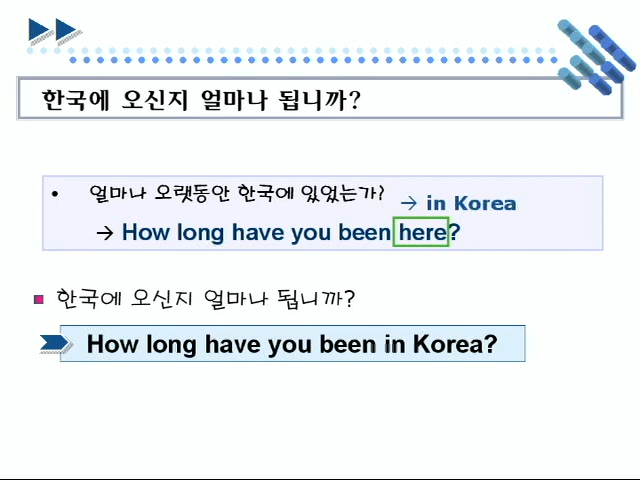 한국에 오신지 얼마나 됩니까?
• 얼마나 오랫동안 한국에 있었는가?
→ in Korea
→ How long have you been here?
한국에 오신지 얼마나 됩니까?
How long have you been in Korea?